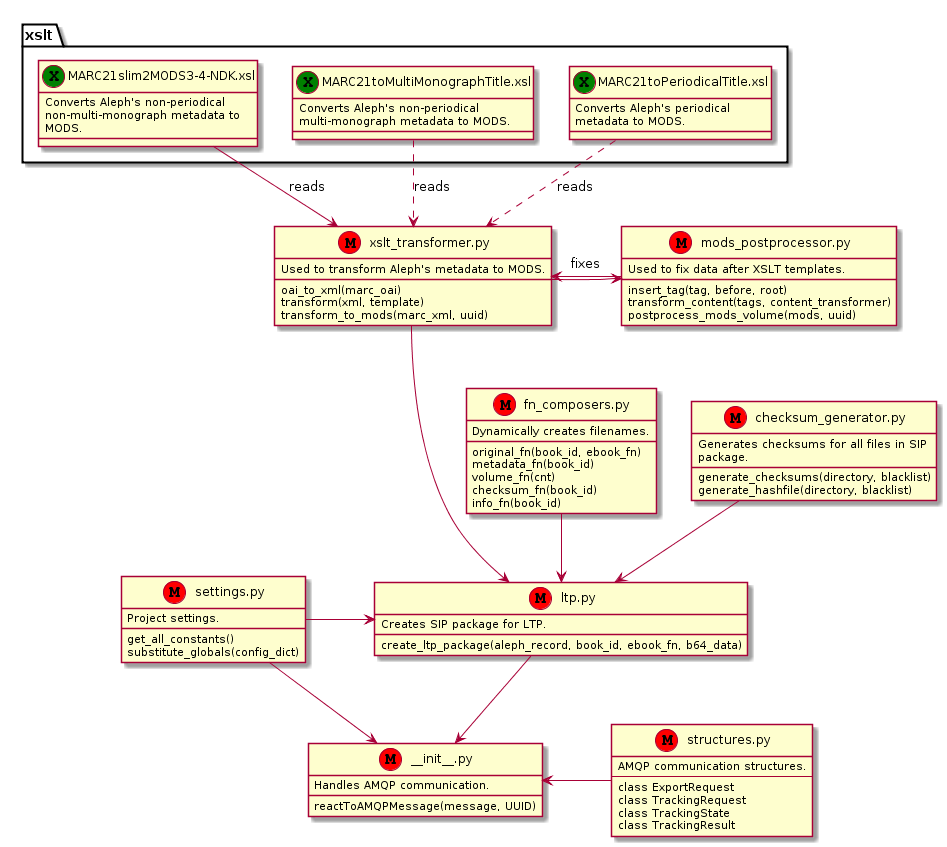 xslt
X MARC21slim2MODS3-4-NDK.xsl
Converts Aleph's non-periodical
non-multi-monograph metadata to
MODS.
X MARC21toMultiMonographTitle.xsl
Converts Aleph's non-periodical
multi-monograph metadata to MODS.
X MARC21toPeriodicalTitle.xsl
Converts Aleph's periodical
metadata to MODS.
reads
reads
reads
M xslt_transformer.py
Used to transform Aleph's metadata to MODS.
oai_to_xml(marc_oai)
transform(xml, template)
transform_to_mods(marc_xml, uuid)
fixes
M mods_postprocessor.py
Used to fix data after XSLT templates.
insert_tag(tag, before, root)
transform_content(tags, content_transformer)
postprocess_mods_volume(mods, uuid)
M fn_composers.py
Dynamically creates filenames.
original_fn(book_id, ebook_fn)
metadata_fn(book_id)
volume_fn(cnt)
checksum_fn(book_id)
info_fn(book_id)
M checksum_generator.py
Generates checksums for all files in SIP
package.
generate_checksums(directory, blacklist)
generate_hashfile(directory, blacklist)
M settings.py
Project settings.
get_all_constants()
substitute_globals(config_dict)
M ltp.py
Creates SIP package for LTP.
create_ltp_package(aleph_record, book_id, ebook_fn, b64_data)
M __init__.py
Handles AMQP communication.
reactToAMQPMessage(message, UUID)
M structures.py
AMQP communication structures.
class ExportRequest
class TrackingRequest
class TrackingState
class TrackingResult